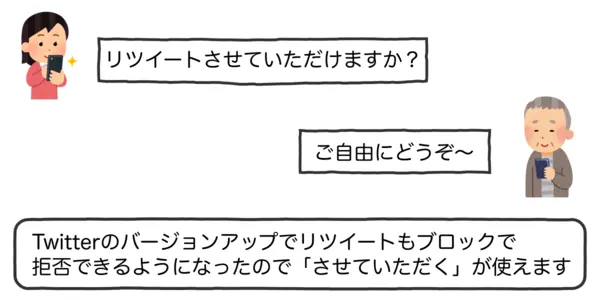 リツイートさせていただけますか？
ご自由にどうぞ〜
Twitterのバージョンアップでリツイートもブロックで
拒否できるようになったので「させていただく」が使えます